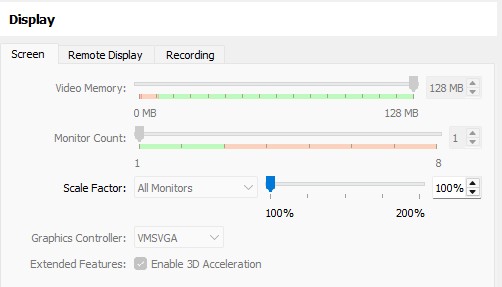 Display
Screen Remote Display Recording
Video Memory: 128 MB
0 MB 128 MB
Monitor Count: 1
1 8
Scale Factor: All Monitors 100%
100% 200%
Graphics Controller: VMSVGA
Extended Features: Enable 3D Acceleration